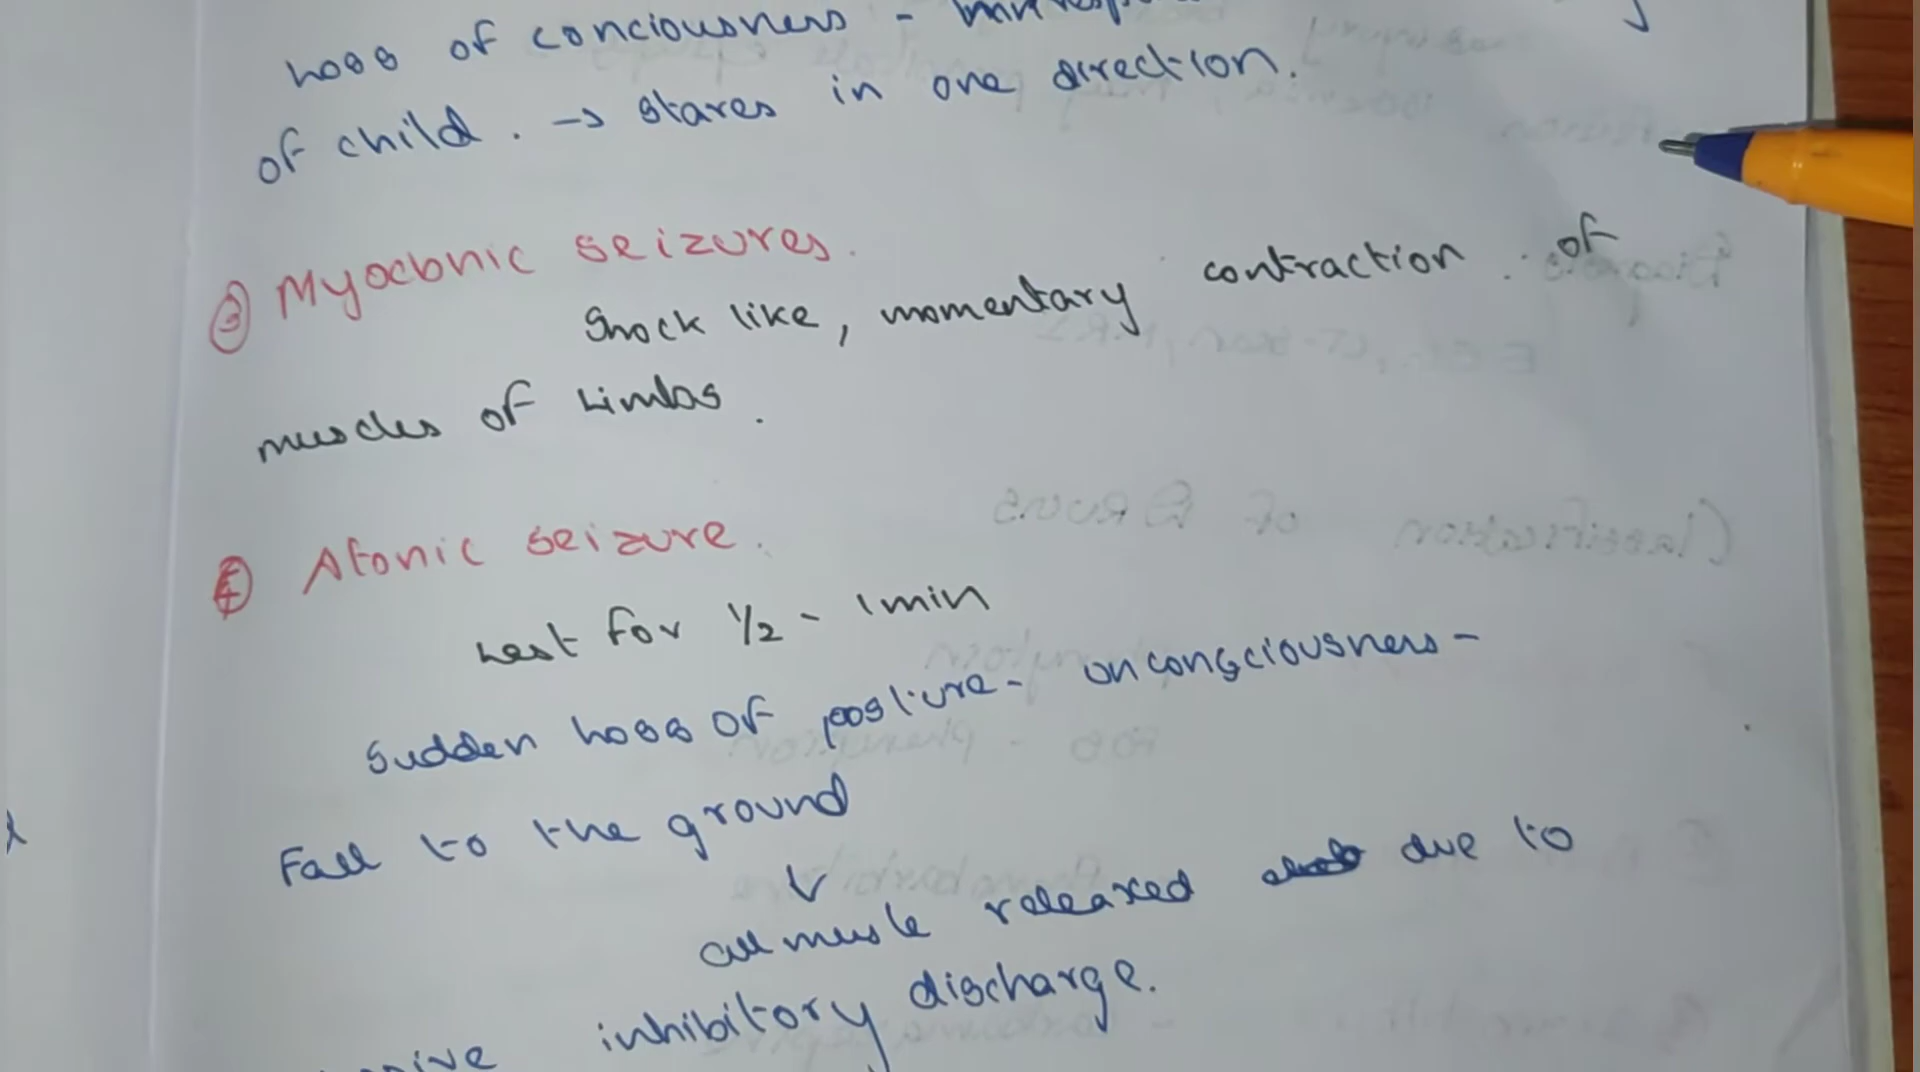 Loss of conciousness -
of child. → stares in one direction.
③ Myoclonic seizures.
Shock like, momentary contraction of
muscles of Limbs.
④ Atonic seizure.
Last for 1/2 - 1min
Sudden Loss of posture - unconsciousness -
Fall to the ground
↓
all muscle relaxed due to
inhibitory discharge.